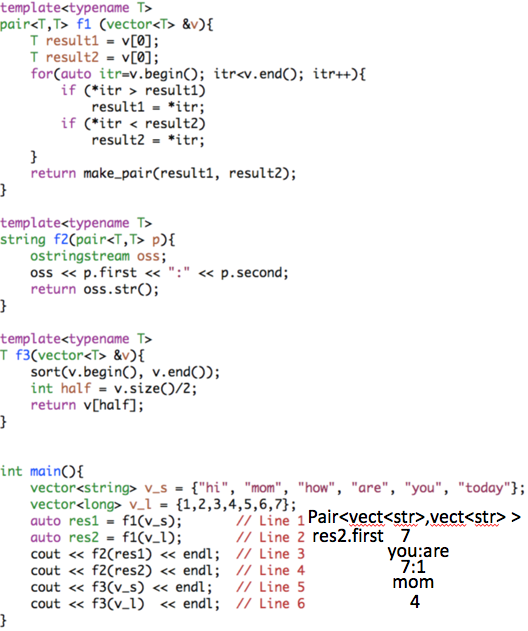 template<typename T>
pair<T,T> f1 (vector<T> &v){
    T result1 = v[0];
    T result2 = v[0];
    for(auto itr=v.begin(); itr<v.end(); itr++){
        if (*itr > result1)
            result1 = *itr;
        if (*itr < result2)
            result2 = *itr;
    }
    return make_pair(result1, result2);
}
template<typename T>
string f2(pair<T,T> p){
    ostringstream oss;
    oss << p.first << ":" << p.second;
    return oss.str();
}
template<typename T>
T f3(vector<T> &v){
    sort(v.begin(), v.end());
    int half = v.size()/2;
    return v[half];
}
int main(){
    vector<string> v_s = {"hi", "mom", "how", "are", "you", "today"};
    vector<long> v_l = {1,2,3,4,5,6,7};
    auto res1 = f1(v_s);       // Line 1 Pair<vect<str>,vect<str> >
    auto res2 = f1(v_l);       // Line 2 res2.first 7
    cout << f2(res1) << endl;  // Line 3 you:are
    cout << f2(res2) << endl;  // Line 4 7:1
    cout << f3(v_s) << endl;   // Line 5 mom
    cout << f3(v_l)  << endl;  // Line 6 4
}